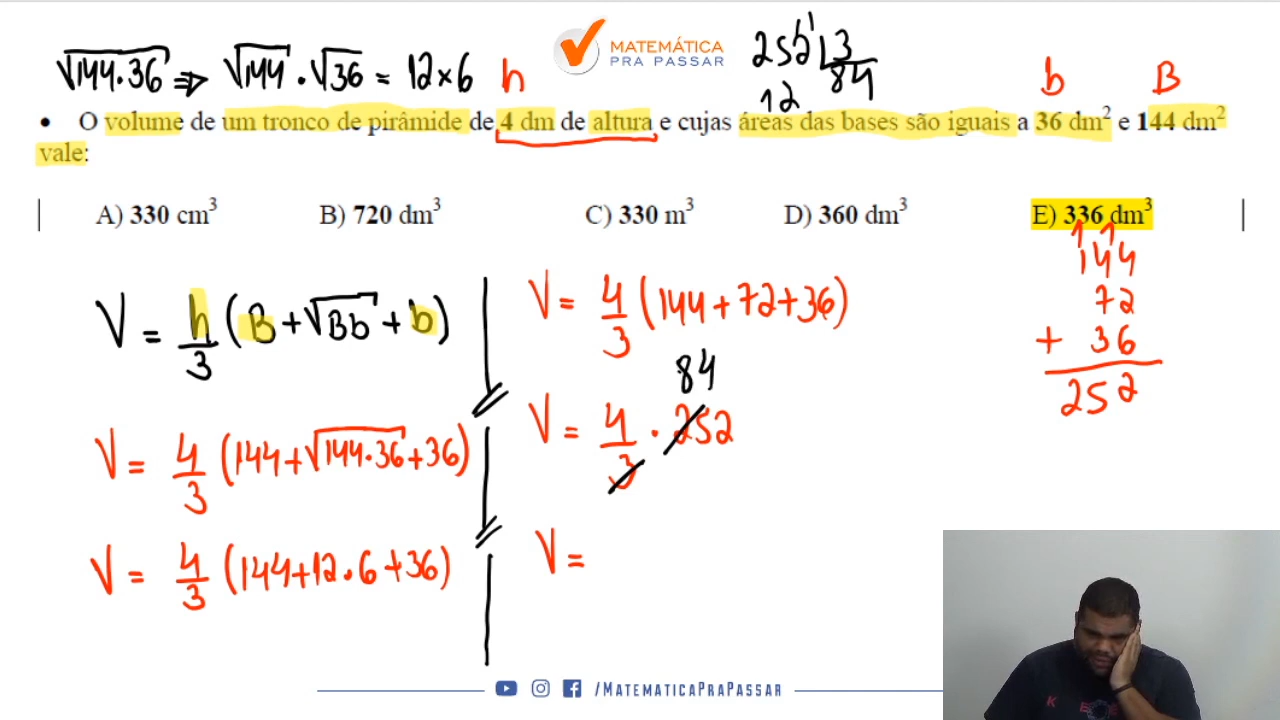 √144·36 ⇒ √144 · √36 = 12×6
h
MATEMÁTICA
PRA PASSAR
252 3
12 84
b B
• O volume de um tronco de pirâmide de 4 dm de altura e cujas áreas das bases são iguais a 36 dm² e 144 dm²
vale:
A) 330 cm³ B) 720 dm³ C) 330 m³ D) 360 dm³ E) 336 dm³
V = h/3 (B + √Bb + b)
V = 4/3 (144 + √144·36 + 36)
V = 4/3 (144 + 12·6 + 36)
V = 4/3 (144 + 72 + 36)
84
V = 4/3 · 252
V =
1 1
144
72
+ 36
252
/MATEMATICAPRAPASSAR
K E E